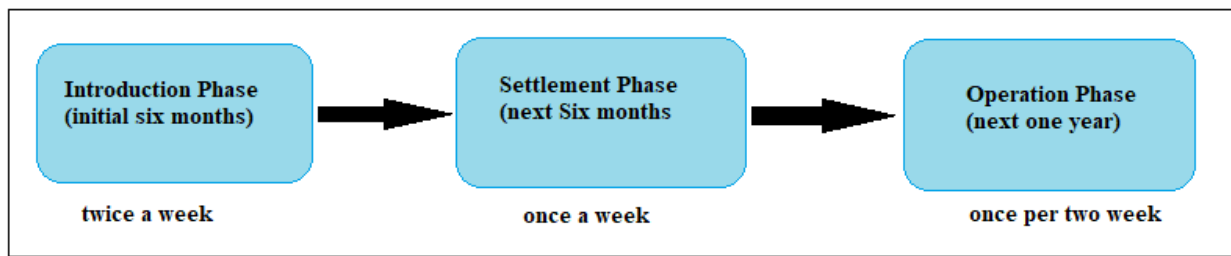 Introduction Phase
(initial six months)
twice a week
Settlement Phase
(next Six months
once a week
Operation Phase
(next one year)
once per two week